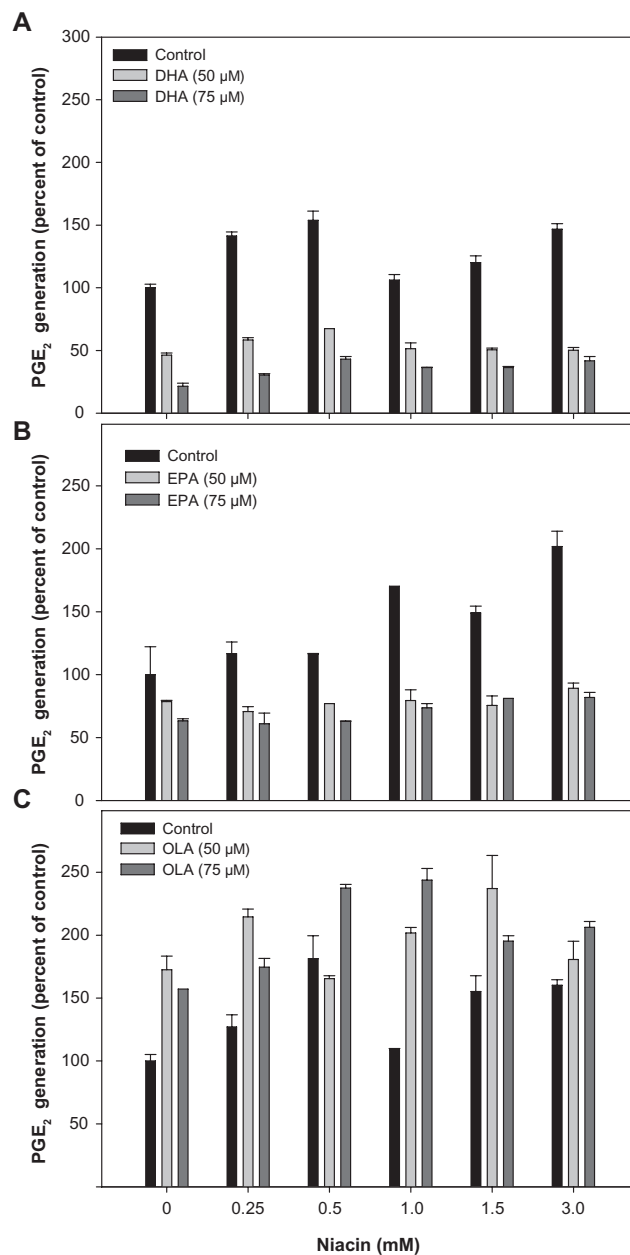 A
300
250
200
150
100
50
0
PGE2 generation (percent of control)
Control
DHA (50 µM)
DHA (75 µM)
B
250
200
150
100
50
0
PGE2 generation (percent of control)
Control
EPA (50 µM)
EPA (75 µM)
C
250
200
150
100
50
PGE2 generation (percent of control)
Control
OLA (50 µM)
OLA (75 µM)
0 0.25 0.5 1.0 1.5 3.0
Niacin (mM)